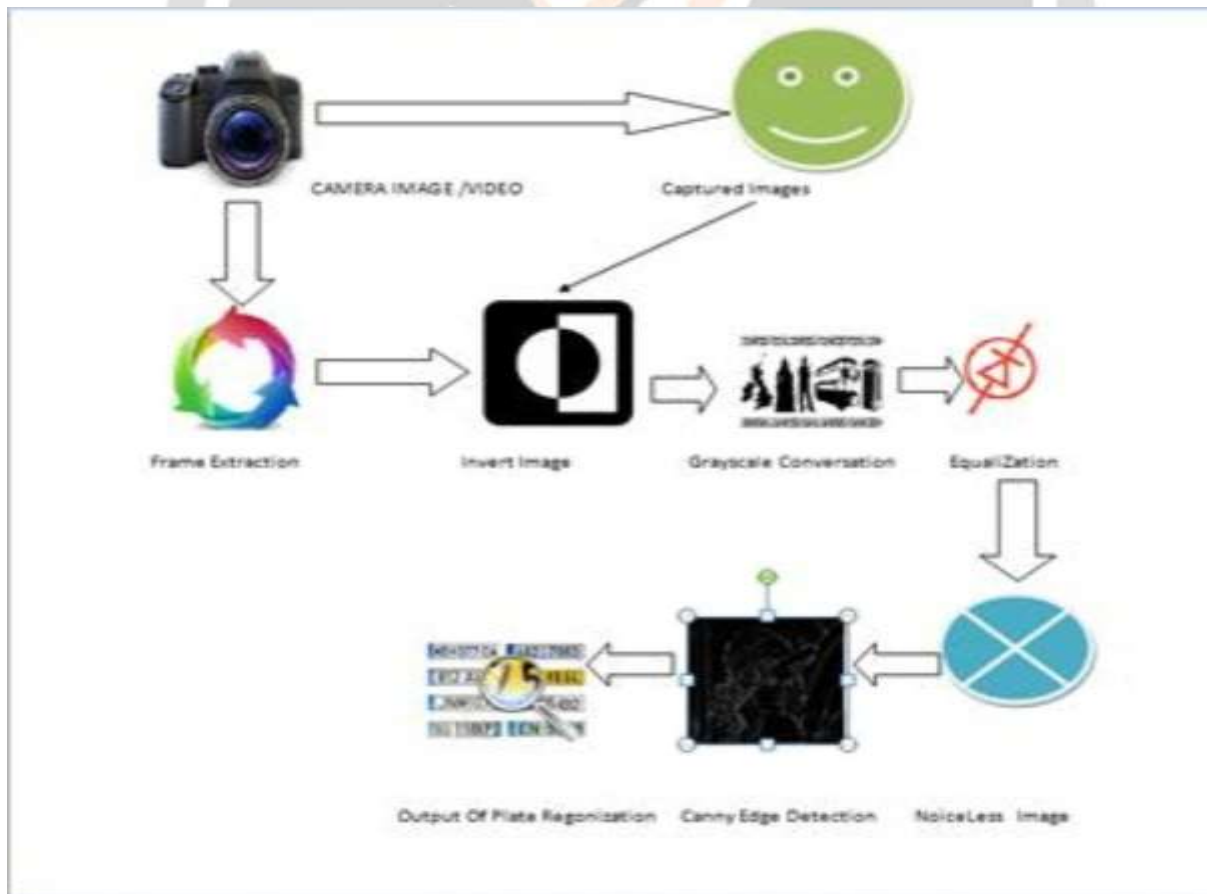 CAMERA IMAGE /VIDEO
Captured Images
Frame Extraction
Invert Image
Grayscale Conversation
EqualiZation
Output Of Plate Regonization
Canny Edge Detection
NoiceLess Image